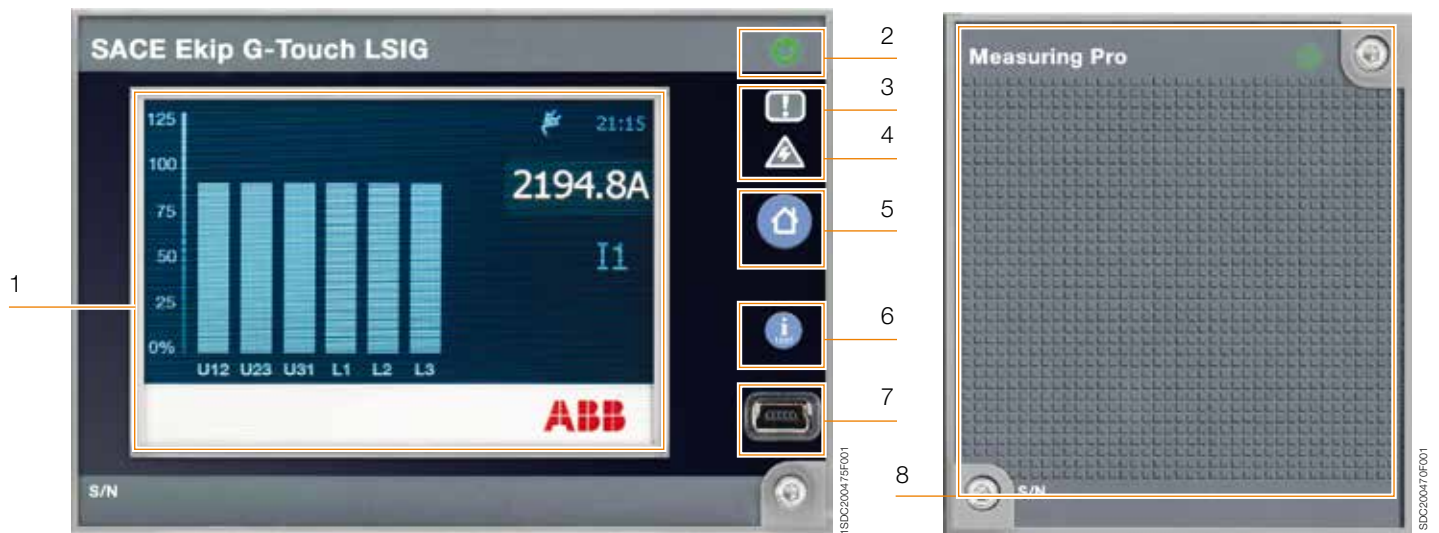 SACE Ekip G-Touch LSIG
125
100
75
50
25
0%
U12 U23 U31 L1 L2 L3
21:15
2194.8A
I1
ABB
S/N
1
2
3
4
5
6
7
8
i
test
1SDC200475F001
Measuring Pro
S/N
SDC200470F001